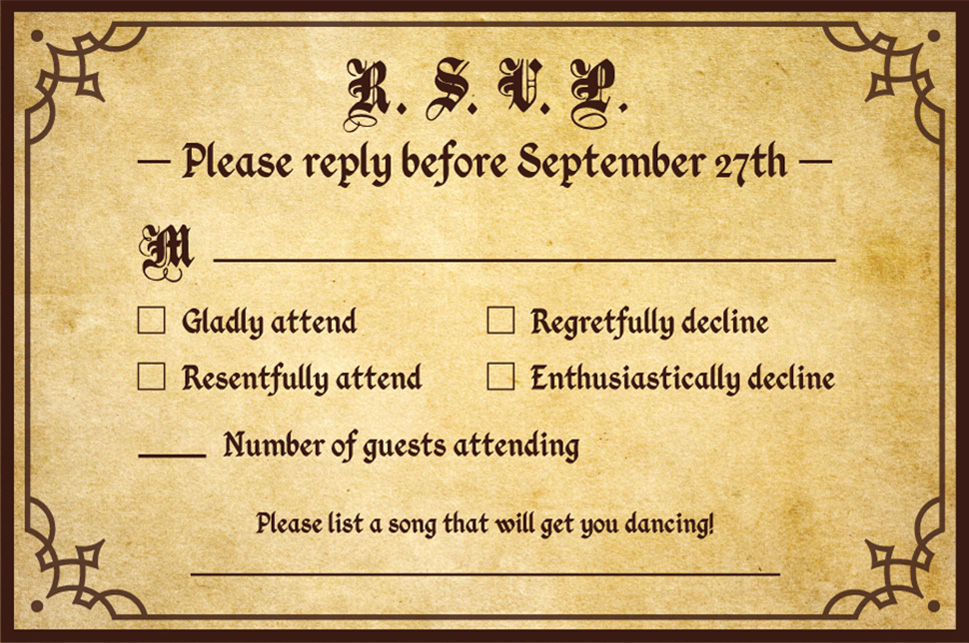 R. S. V. P.
— Please reply before September 27th —
M
Gladly attend
Regretfully decline
Resentfully attend
Enthusiastically decline
Number of guests attending
Please list a song that will get you dancing!